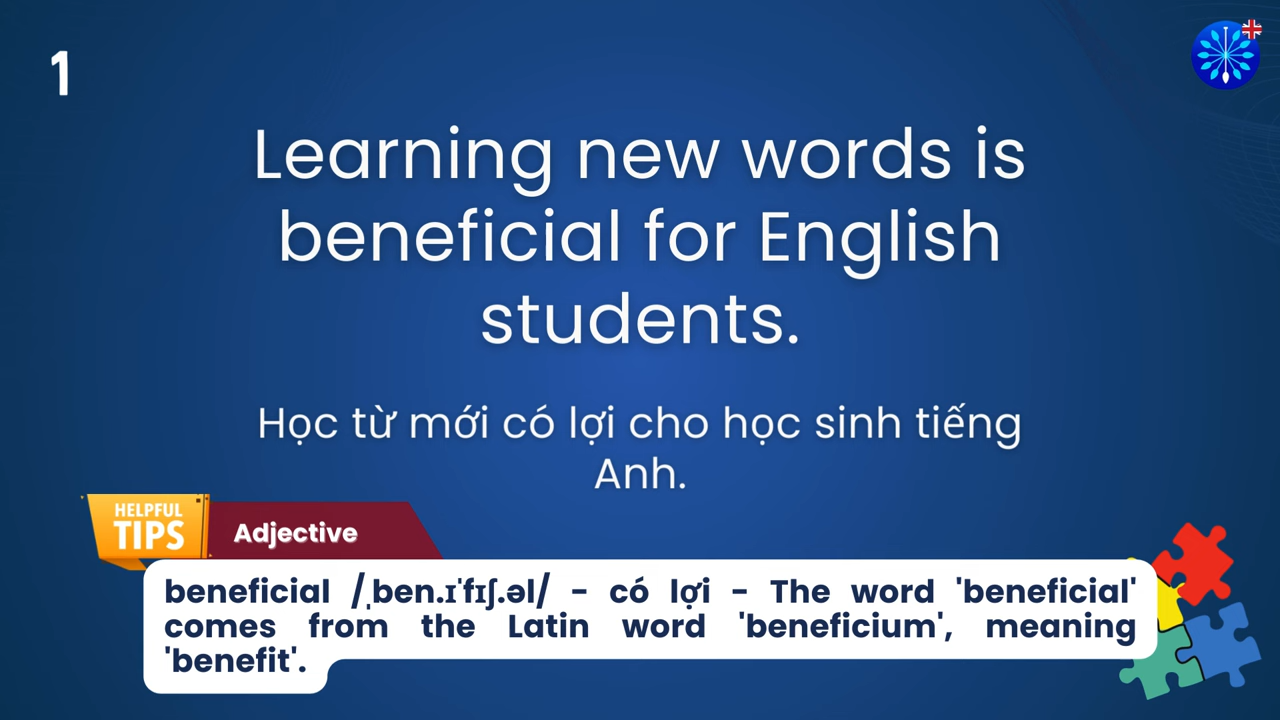 1
Learning new words is
beneficial for English
students.
Học từ mới có lợi cho học sinh tiếng
Anh.
HELPFUL
TIPS
Adjective
beneficial /ˌben.ɪˈfɪʃ.əl/ - có lợi - The word 'beneficial'
comes from the Latin word 'beneficium', meaning
'benefit'.